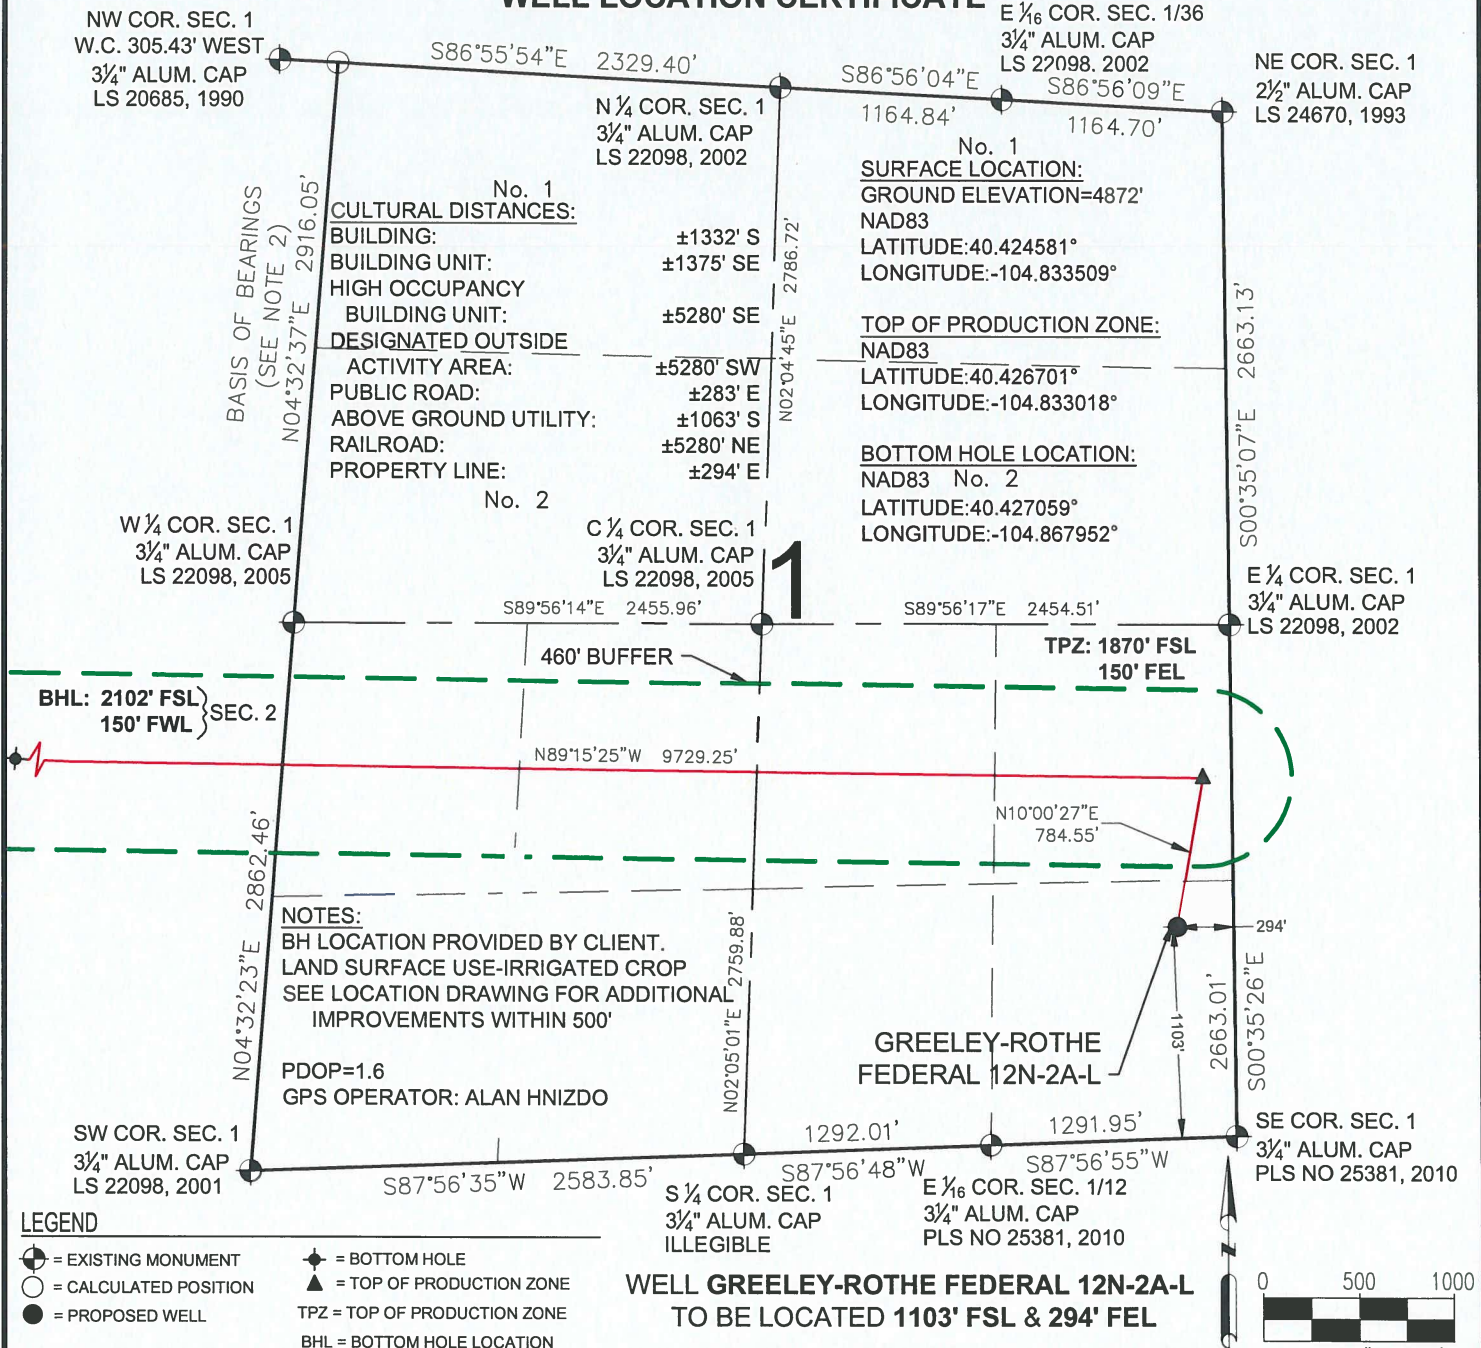 WELL LOCATION CERTIFICATE
NW COR. SEC. 1
W.C. 305.43' WEST
3¼" ALUM. CAP
LS 20685, 1990
S86°55'54"E 2329.40'
N ¼ COR. SEC. 1
3¼" ALUM. CAP
LS 22098, 2002
S86°56'04"E
1164.84'
E 1⁄16 COR. SEC. 1/36
3¼" ALUM. CAP
LS 22098, 2002
S86°56'09"E
1164.70'
NE COR. SEC. 1
2½" ALUM. CAP
LS 24670, 1993
BASIS OF BEARINGS
(SEE NOTE 2)
N04°32'37"E 2916.05'
No. 1
CULTURAL DISTANCES:
BUILDING: ±1332' S
BUILDING UNIT: ±1375' SE
HIGH OCCUPANCY
BUILDING UNIT: ±5280' SE
DESIGNATED OUTSIDE
ACTIVITY AREA: ±5280' SW
PUBLIC ROAD: ±283' E
ABOVE GROUND UTILITY: ±1063' S
RAILROAD: ±5280' NE
PROPERTY LINE: ±294' E
No. 2
N02°04'45"E 2786.72'
No. 1
SURFACE LOCATION:
GROUND ELEVATION=4872'
NAD83
LATITUDE:40.424581°
LONGITUDE:-104.833509°
TOP OF PRODUCTION ZONE:
NAD83
LATITUDE:40.426701°
LONGITUDE:-104.833018°
BOTTOM HOLE LOCATION:
NAD83 No. 2
LATITUDE:40.427059°
LONGITUDE:-104.867952°
S00°35'07"E 2663.13'
W ¼ COR. SEC. 1
3¼" ALUM. CAP
LS 22098, 2005
C ¼ COR. SEC. 1
3¼" ALUM. CAP
LS 22098, 2005
1
E ¼ COR. SEC. 1
3¼" ALUM. CAP
LS 22098, 2002
S89°56'14"E 2455.96'
S89°56'17"E 2454.51'
TPZ: 1870' FSL
150' FEL
460' BUFFER
BHL: 2102' FSL
150' FWL
SEC. 2
N89°15'25"W 9729.25'
N10°00'27"E
784.55'
N04°32'23"E 2862.46'
NOTES:
BH LOCATION PROVIDED BY CLIENT.
LAND SURFACE USE-IRRIGATED CROP
SEE LOCATION DRAWING FOR ADDITIONAL
IMPROVEMENTS WITHIN 500'
PDOP=1.6
GPS OPERATOR: ALAN HNIZDO
N02°05'01"E 2759.88'
294'
1103'
GREELEY-ROTHE
FEDERAL 12N-2A-L
2663.01'
S00°35'26"E
SW COR. SEC. 1
3¼" ALUM. CAP
LS 22098, 2001
S87°56'35"W 2583.85'
1292.01'
S87°56'48"W
1291.95'
S87°56'55"W
SE COR. SEC. 1
3¼" ALUM. CAP
PLS NO 25381, 2010
S ¼ COR. SEC. 1
3¼" ALUM. CAP
ILLEGIBLE
E 1⁄16 COR. SEC. 1/12
3¼" ALUM. CAP
PLS NO 25381, 2010
LEGEND
= EXISTING MONUMENT
= CALCULATED POSITION
= PROPOSED WELL
= BOTTOM HOLE
= TOP OF PRODUCTION ZONE
TPZ = TOP OF PRODUCTION ZONE
BHL = BOTTOM HOLE LOCATION
WELL GREELEY-ROTHE FEDERAL 12N-2A-L
TO BE LOCATED 1103' FSL & 294' FEL
N
0 500 1000